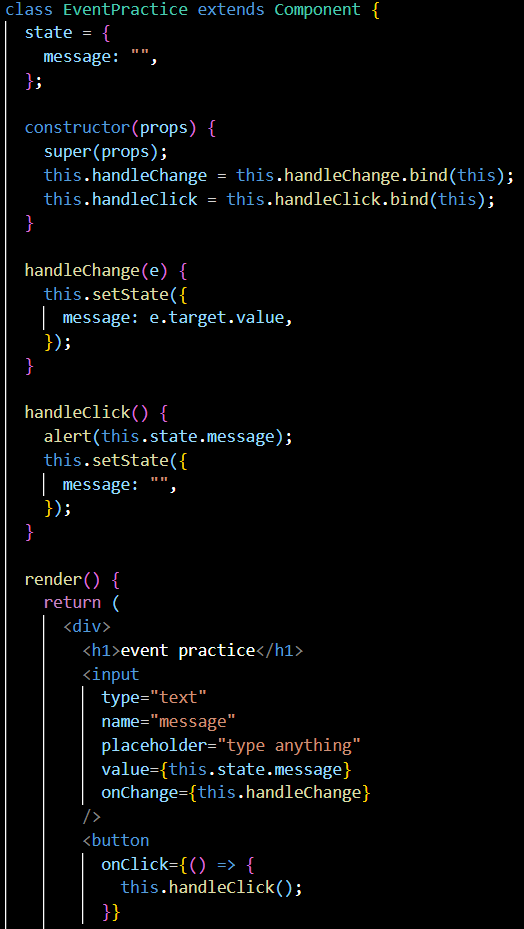 class EventPractice extends Component {
  state = {
    message: "",
  };

  constructor(props) {
    super(props);
    this.handleChange = this.handleChange.bind(this);
    this.handleClick = this.handleClick.bind(this);
  }

  handleChange(e) {
    this.setState({
      message: e.target.value,
    });
  }

  handleClick() {
    alert(this.state.message);
    this.setState({
      message: "",
    });
  }

  render() {
    return (
      <div>
        <h1>event practice</h1>
        <input
          type="text"
          name="message"
          placeholder="type anything"
          value={this.state.message}
          onChange={this.handleChange}
        />
        <button
          onClick={() => {
            this.handleClick();
          }}